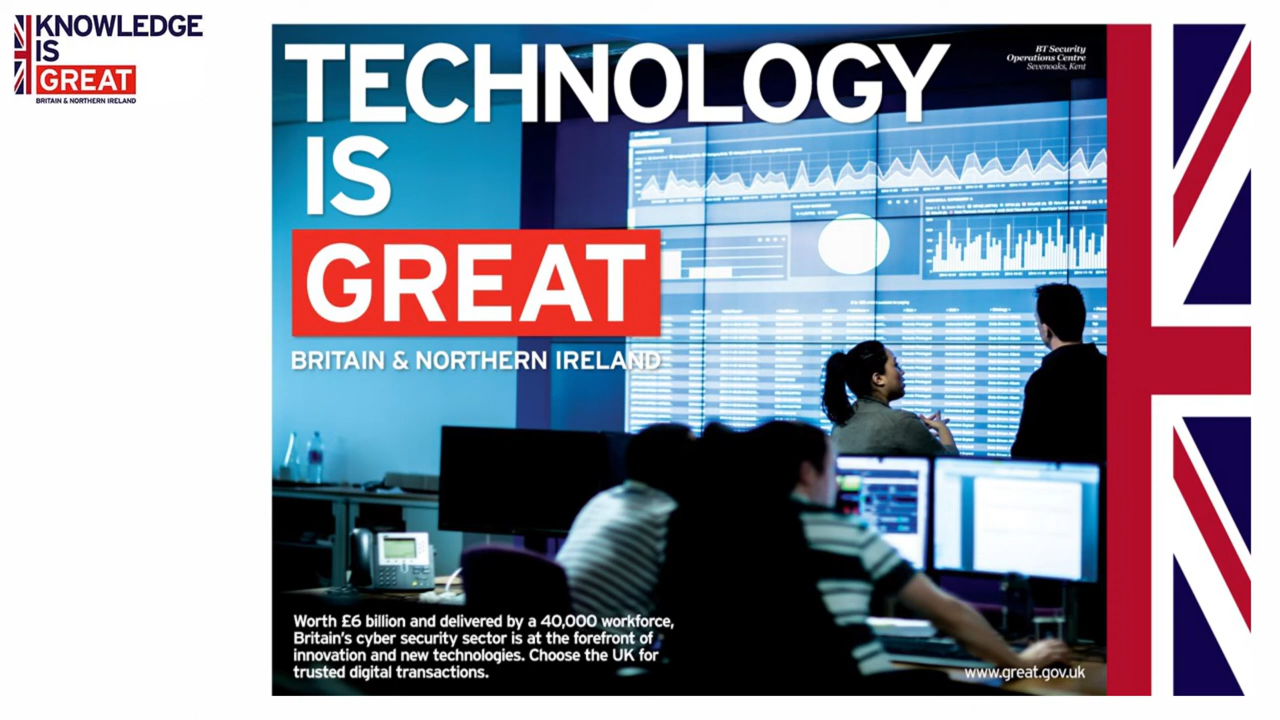 KNOWLEDGE
IS
GREAT
BRITAIN & NORTHERN IRELAND
TECHNOLOGY
IS
GREAT
BRITAIN & NORTHERN IRELAND
BT Security
Operations Centre
Sevenoaks, Kent
Worth £6 billion and delivered by a 40,000 workforce,
Britain's cyber security sector is at the forefront of
innovation and new technologies. Choose the UK for
trusted digital transactions.
www.great.gov.uk